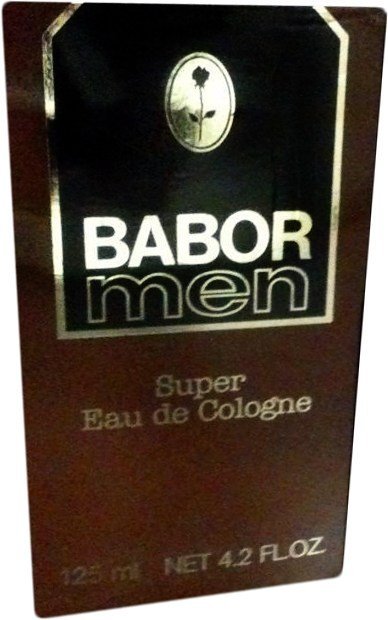 BABOR
men
Super
Eau de Cologne
125 ml NET 4.2 FL.OZ